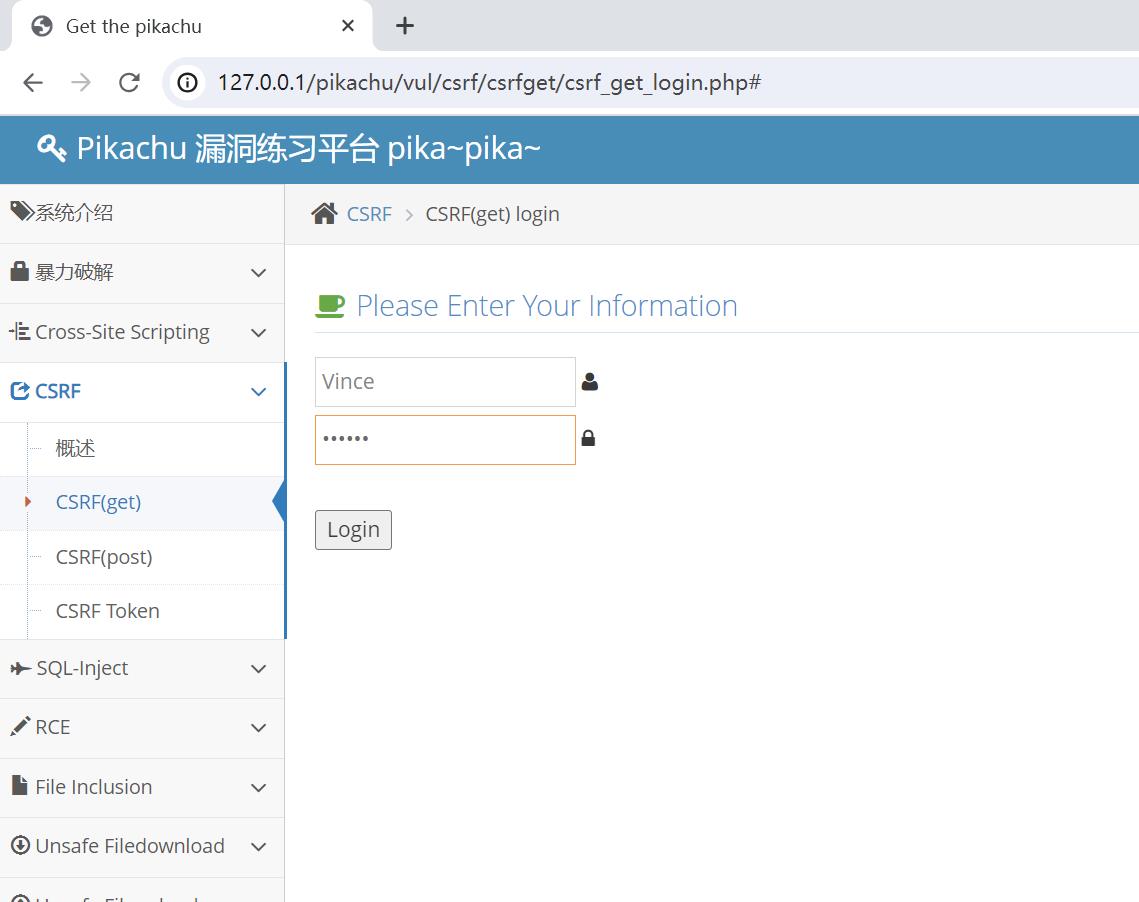 Get the pikachu
127.0.0.1/pikachu/vul/csrf/csrfget/csrf_get_login.php#
Pikachu 漏洞练习平台 pika~pika~
系统介绍
暴力破解
Cross-Site Scripting
CSRF
概述
CSRF(get)
CSRF(post)
CSRF Token
SQL-Inject
RCE
File Inclusion
Unsafe Filedownload
CSRF > CSRF(get) login
Please Enter Your Information
Vince
••••••
Login